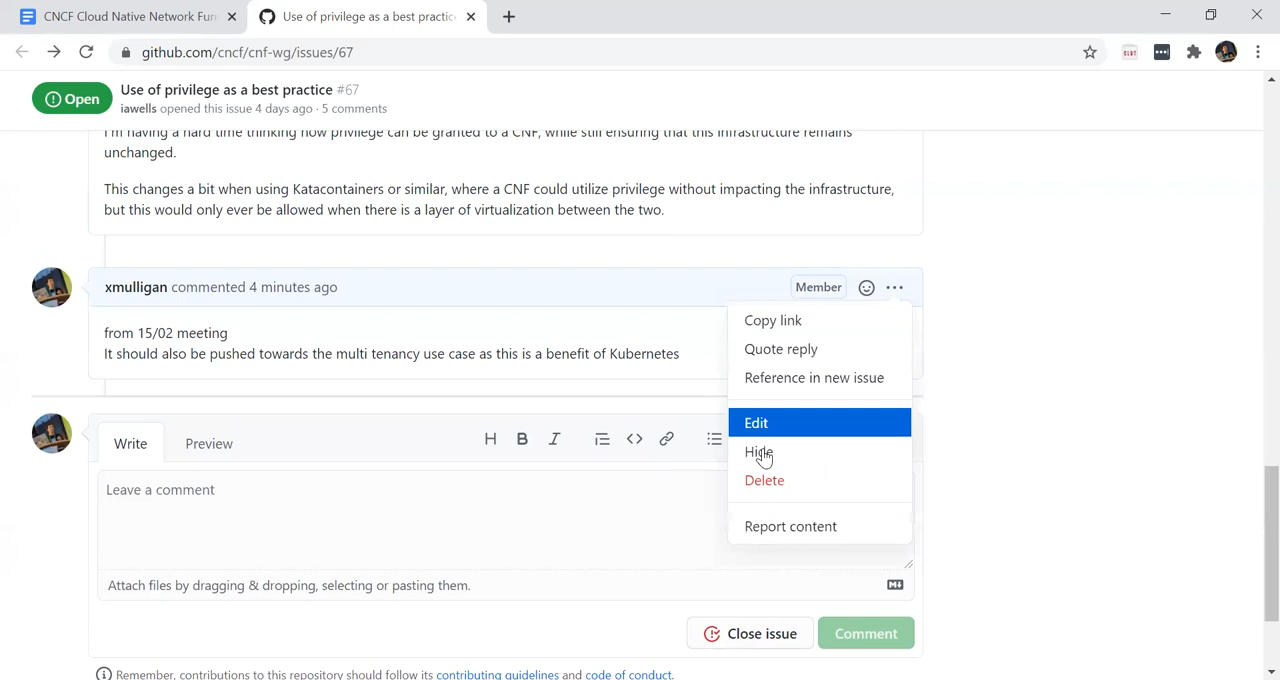 CNCF Cloud Native Network Fun
Use of privilege as a best practice
github.com/cncf/cnf-wg/issues/67
Open
Use of privilege as a best practice #67
iawells opened this issue 4 days ago · 5 comments
I'm having a hard time thinking how privilege can be granted to a CNF, while still ensuring that this infrastructure remains
unchanged.
This changes a bit when using Katacontainers or similar, where a CNF could utilize privilege without impacting the infrastructure,
but this would only ever be allowed when there is a layer of virtualization between the two.
xmulligan commented 4 minutes ago
Member
from 15/02 meeting
It should also be pushed towards the multi tenancy use case as this is a benefit of Kubernetes
Copy link
Quote reply
Reference in new issue
Edit
Hide
Delete
Report content
Write
Preview
H B I
Leave a comment
Attach files by dragging & dropping, selecting or pasting them.
Close issue
Comment
Remember, contributions to this repository should follow its contributing guidelines and code of conduct.